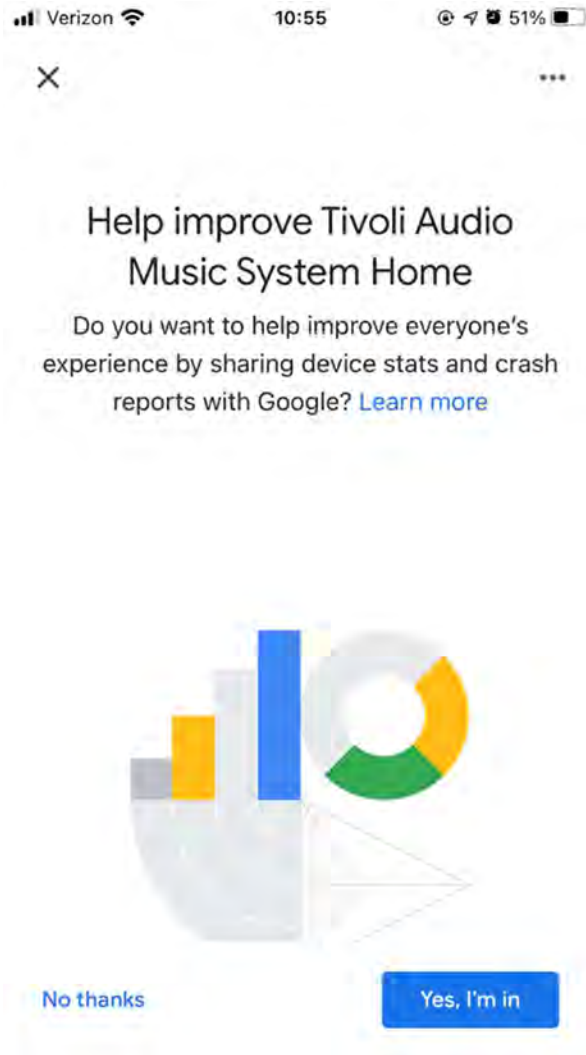 Verizon 10:55 51%
Help improve Tivoli Audio
Music System Home
Do you want to help improve everyone's
experience by sharing device stats and crash
reports with Google? Learn more
No thanks Yes, I'm in